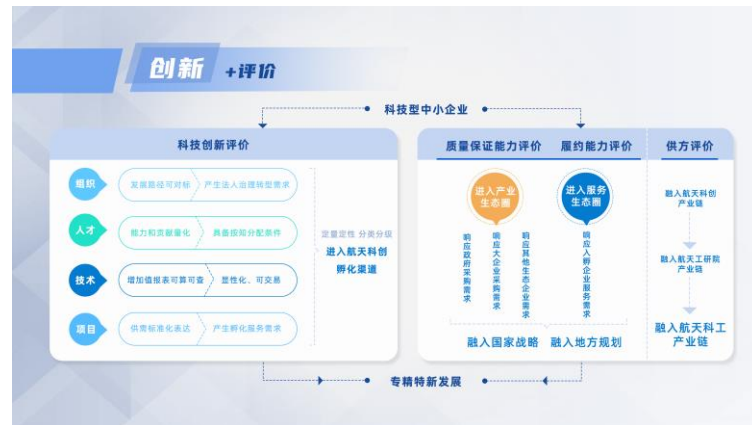 创新 +评价
科技型中小企业
科技创新评价
组织
发展路径可对标
产生法人治理转型需求
人才
能力和贡献量化
具备按知分配条件
技术
增加值报表可算可查
显性化、可交易
项目
供需标准化表达
产生孵化服务需求
定量定性 分类分级
进入航天科创
孵化渠道
质量保证能力评价
履约能力评价
供方评价
进入产业
生态圈
进入服务
生态圈
响应政府采购需求
响应大企业采购需求
响应其他生态企业需求
响应入孵企业服务需求
融入国家战略
融入地方规划
融入航天科创
产业链
融入航天工研院
产业链
融入航天科工
产业链
专精特新发展